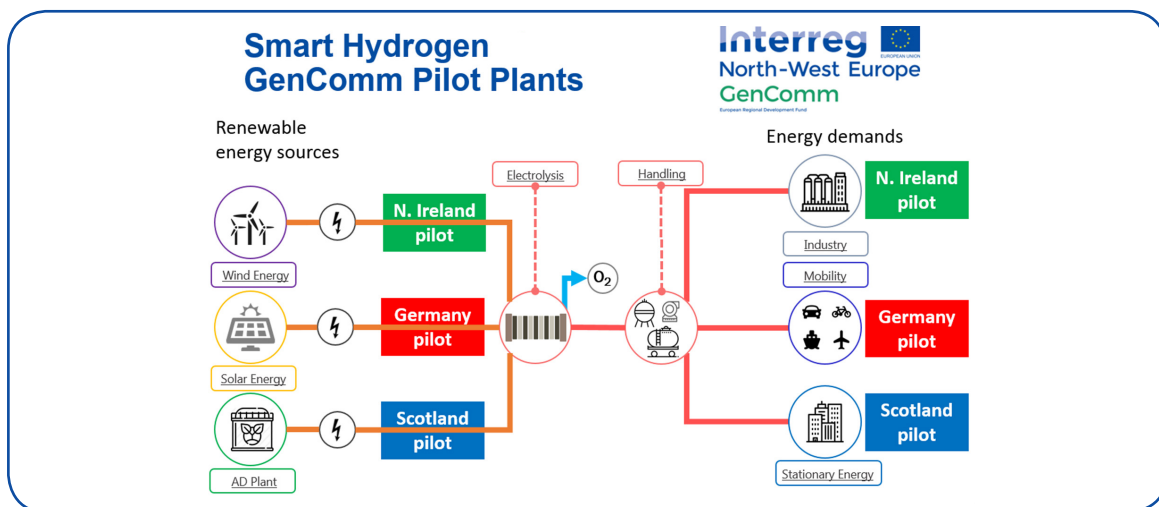 Smart Hydrogen
GenComm Pilot Plants
Interreg
EUROPEAN UNION
North-West Europe
GenComm
European Regional Development Fund
Renewable
energy sources
Energy demands
Electrolysis
Handling
N. Ireland
pilot
N. Ireland
pilot
Wind Energy
Industry
Mobility
O₂
Germany
pilot
Germany
pilot
Solar Energy
Scotland
pilot
Scotland
pilot
AD Plant
Stationary Energy